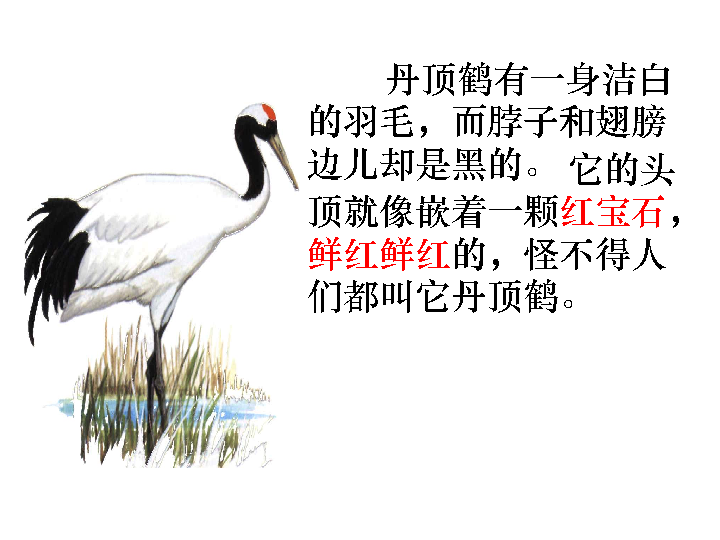 丹顶鹤有一身洁白
的羽毛，而脖子和翅膀
边儿却是黑的。它的头
顶就像嵌着一颗红宝石，
鲜红鲜红的，怪不得人
们都叫它丹顶鹤。